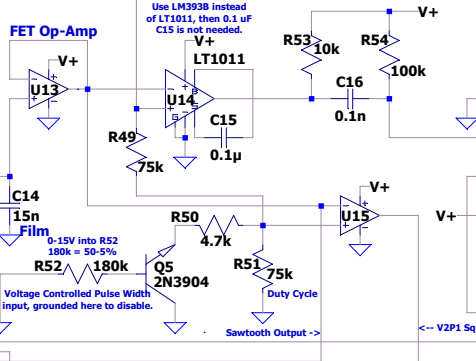 Use LM393B instead
of LT1011, then 0.1 uF
C15 is not needed.
V+
FET Op-Amp
V+
V+
R53
10k
R54
100k
LT1011
U13
U14
C16
0.1n
C15
0.1µ
R49
75k
C14
15n
Film
V+
U15
V+
R50
4.7k
0-15V into R52
180k = 50-5%
R52
180k
Q5
2N3904
R51
75k
Voltage Controlled Pulse Width
input, grounded here to disable.
Duty Cycle
Sawtooth Output ->
<-- V2P1 Sq